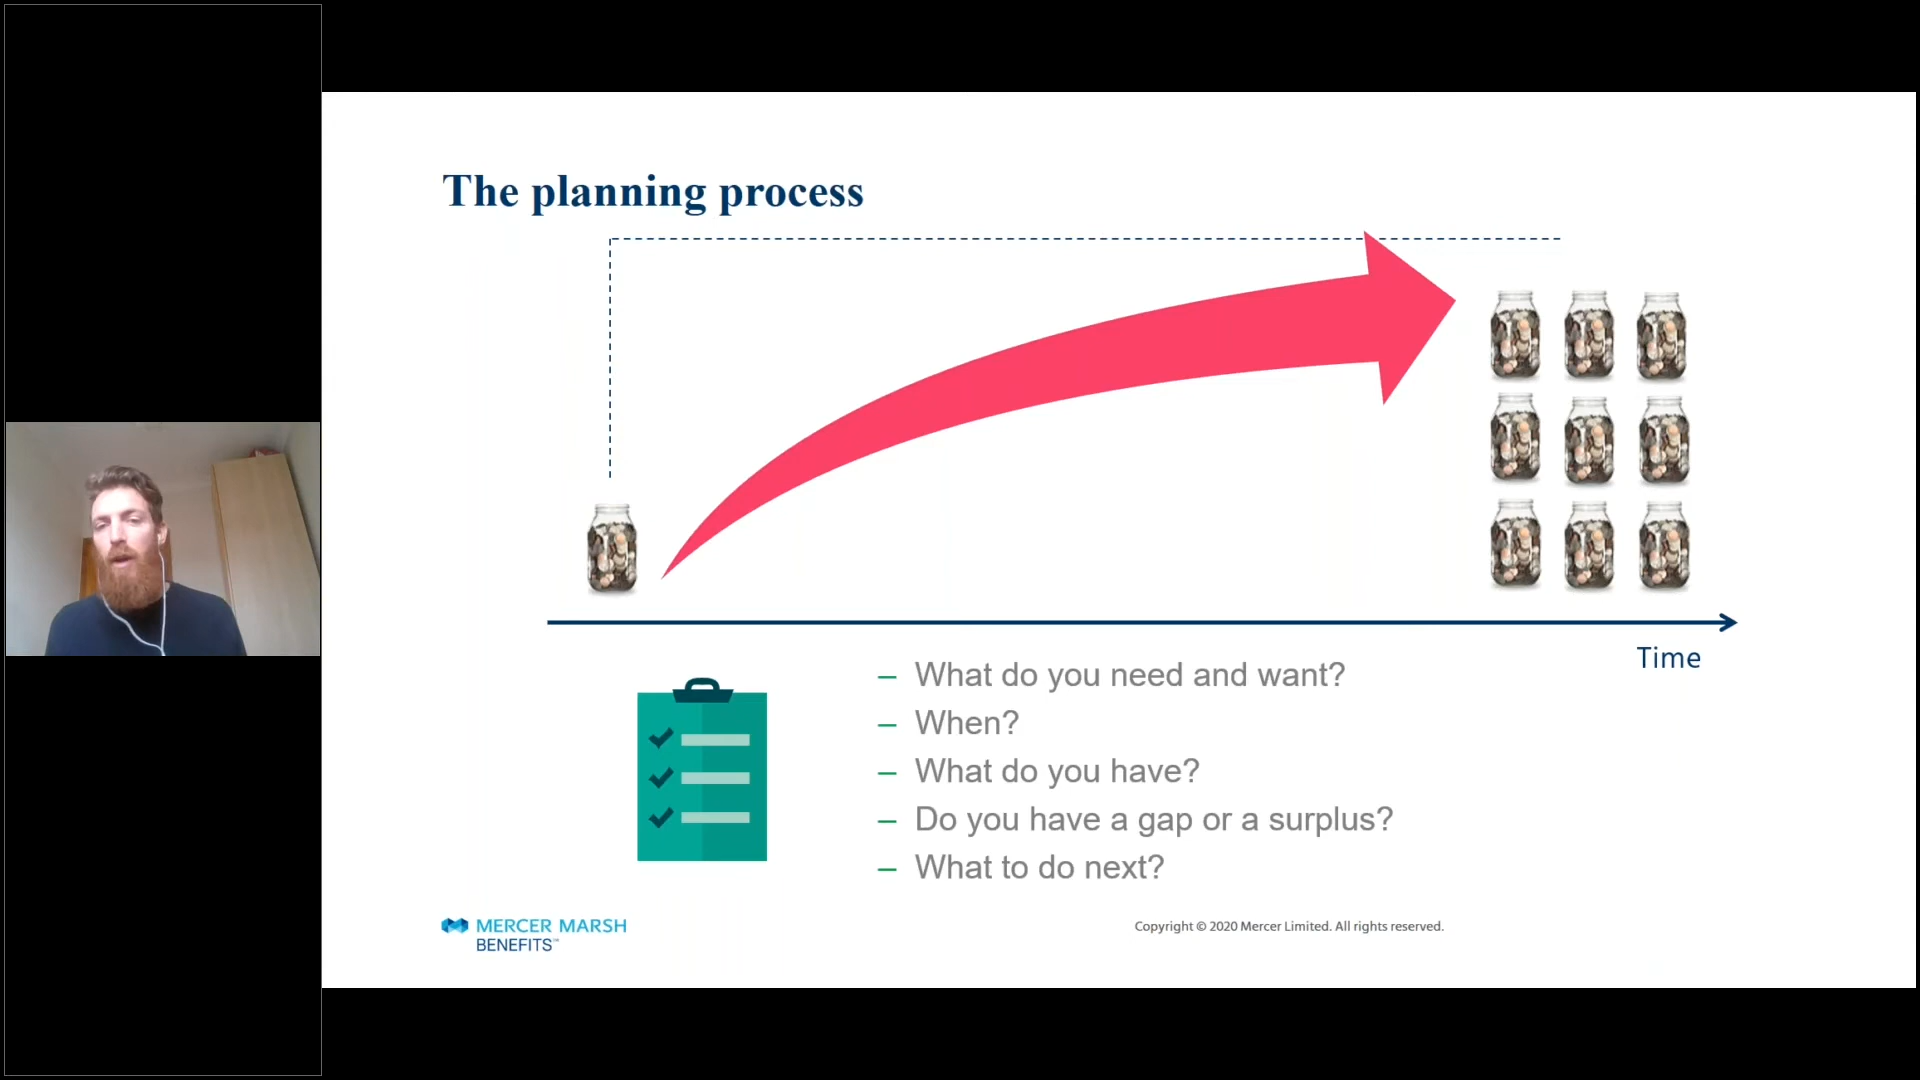 The planning process
Time
– What do you need and want?
– When?
– What do you have?
– Do you have a gap or a surplus?
– What to do next?
MERCER MARSH
BENEFITS™
Copyright © 2020 Mercer Limited. All rights reserved.